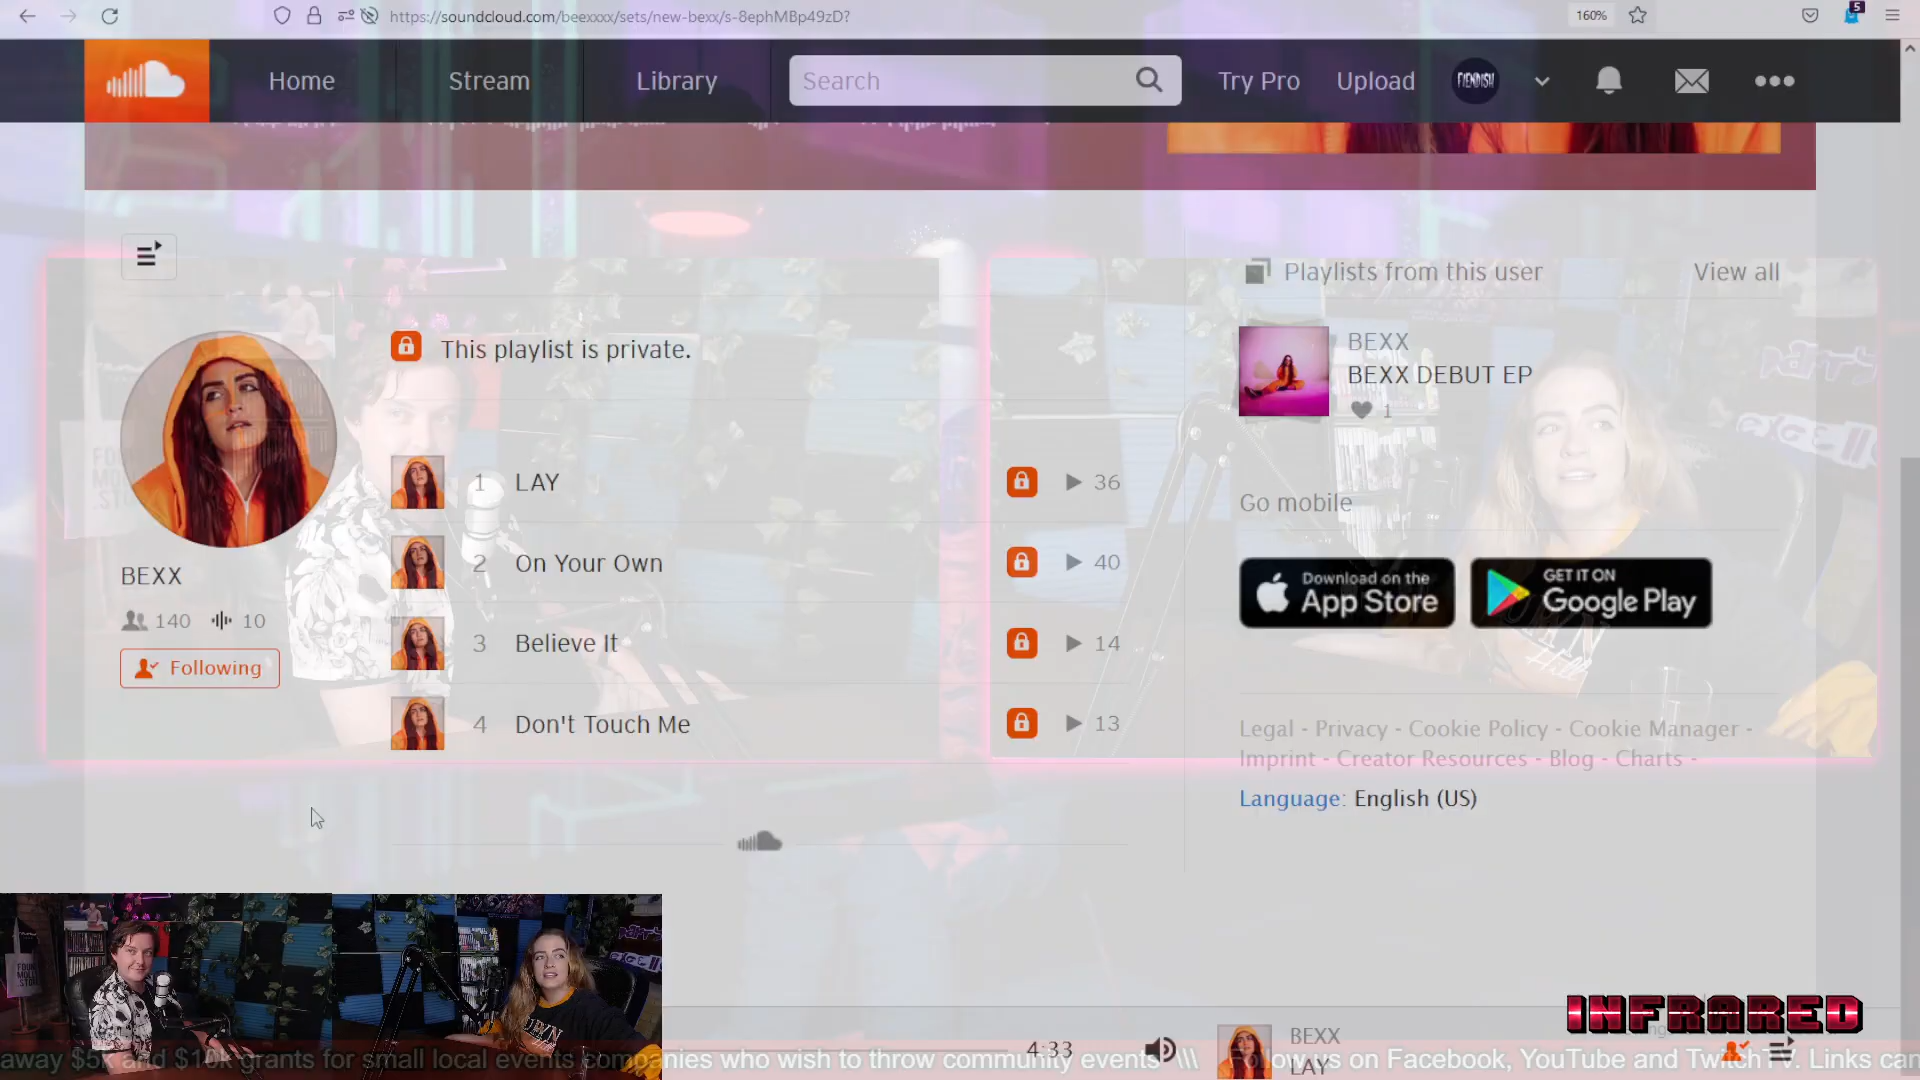 https://soundcloud.com/beexxxx/sets/new-bexx/s-8ephMBp49zD?
160%
5
Home
Stream
Library
Search
Try Pro
Upload
FIENDISH
This playlist is private.
1 LAY 36
2 On Your Own 40
3 Believe It 14
4 Don't Touch Me 13
BEXX
140 10
Following
Playlists from this user
View all
BEXX
BEXX DEBUT EP
1
Go mobile
Download on the
App Store
GET IT ON
Google Play
Legal - Privacy - Cookie Policy - Cookie Manager -
Imprint - Creator Resources - Blog - Charts -
Language: English (US)
INFRARED
4:33
BEXX
LAY
away $5k and $10k grants for small local events companies who wish to throw community events \\\ Follow us on Facebook, YouTube and TwitchTV. Links can